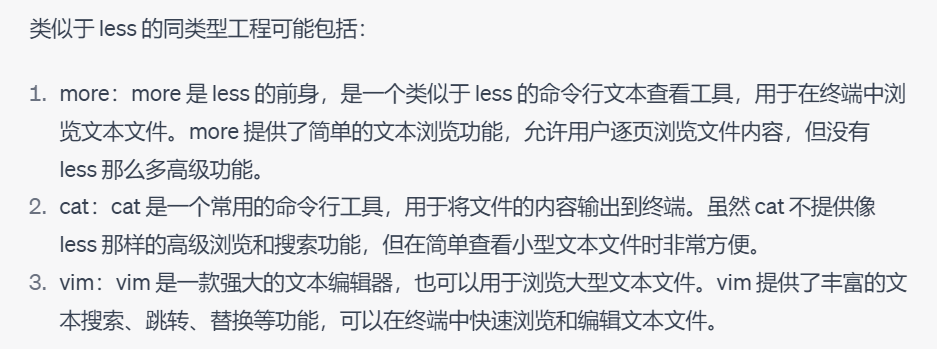 类似于 less 的同类型工程可能包括：
1. more：more 是 less 的前身，是一个类似于 less 的命令行文本查看工具，用于在终端中浏
览文本文件。more 提供了简单的文本浏览功能，允许用户逐页浏览文件内容，但没有
less 那么多高级功能。
2. cat：cat 是一个常用的命令行工具，用于将文件的内容输出到终端。虽然 cat 不提供像
less 那样的高级浏览和搜索功能，但在简单查看小型文本文件时非常方便。
3. vim：vim 是一款强大的文本编辑器，也可以用于浏览大型文本文件。vim 提供了丰富的文
本搜索、跳转、替换等功能，可以在终端中快速浏览和编辑文本文件。